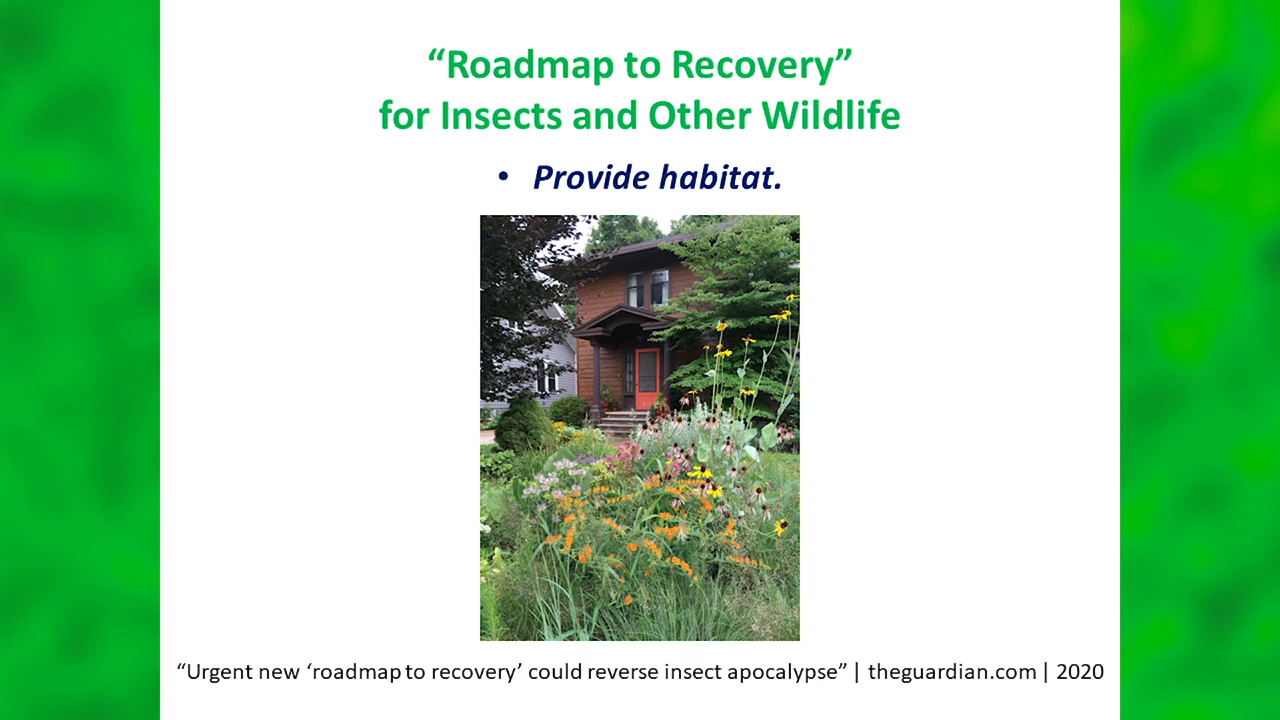 “Roadmap to Recovery”
for Insects and Other Wildlife
• Provide habitat.
“Urgent new ‘roadmap to recovery’ could reverse insect apocalypse” | theguardian.com | 2020